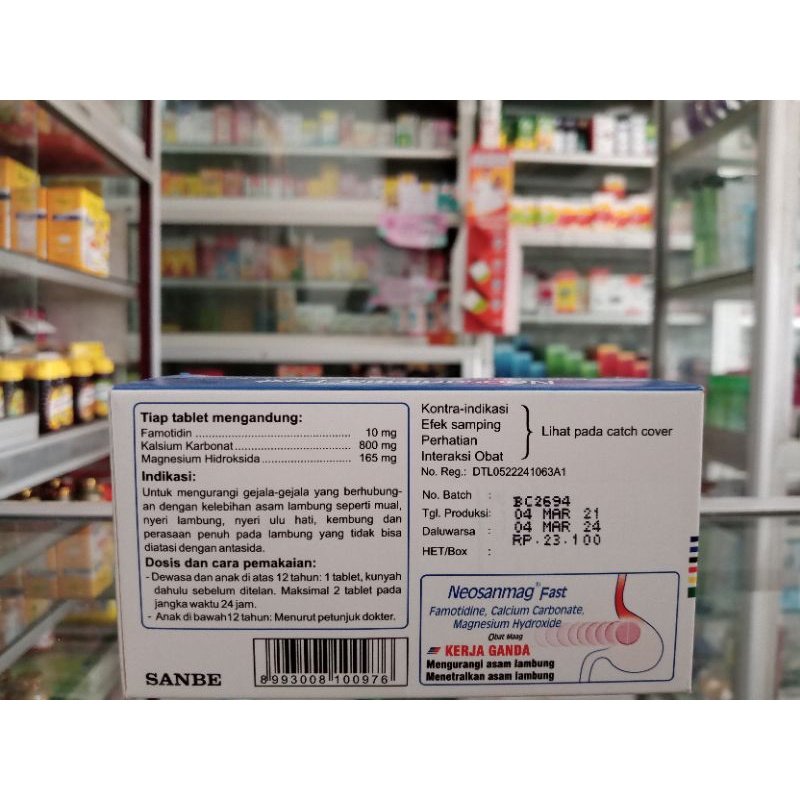 Tiap tablet mengandung:
Famotidin ........................................ 10 mg
Kalsium Karbonat .............................. 800 mg
Magnesium Hidroksida ....................... 165 mg
Indikasi:
Untuk mengurangi gejala-gejala yang berhubung-
an dengan kelebihan asam lambung seperti mual,
nyeri lambung, nyeri ulu hati, kembung dan
perasaan penuh pada lambung yang tidak bisa
diatasi dengan antasida.
Dosis dan cara pemakaian:
- Dewasa dan anak di atas 12 tahun: 1 tablet, kunyah
dahulu sebelum ditelan. Maksimal 2 tablet pada
jangka waktu 24 jam.
- Anak di bawah 12 tahun: Menurut petunjuk dokter.
SANBE
8993008100976
Kontra-indikasi
Efek samping
Perhatian
Interaksi Obat
Lihat pada catch cover
No. Reg.: DTL0522241063A1
No. Batch : BC2694
Tgl. Produksi: 04 MAR 21
Daluwarsa : 04 MAR 24
HET/Box : RP.23.100
Neosanmag® Fast
Famotidine, Calcium Carbonate,
Magnesium Hydroxide
Obat Maag
KERJA GANDA
Mengurangi asam lambung
Menetralkan asam lambung